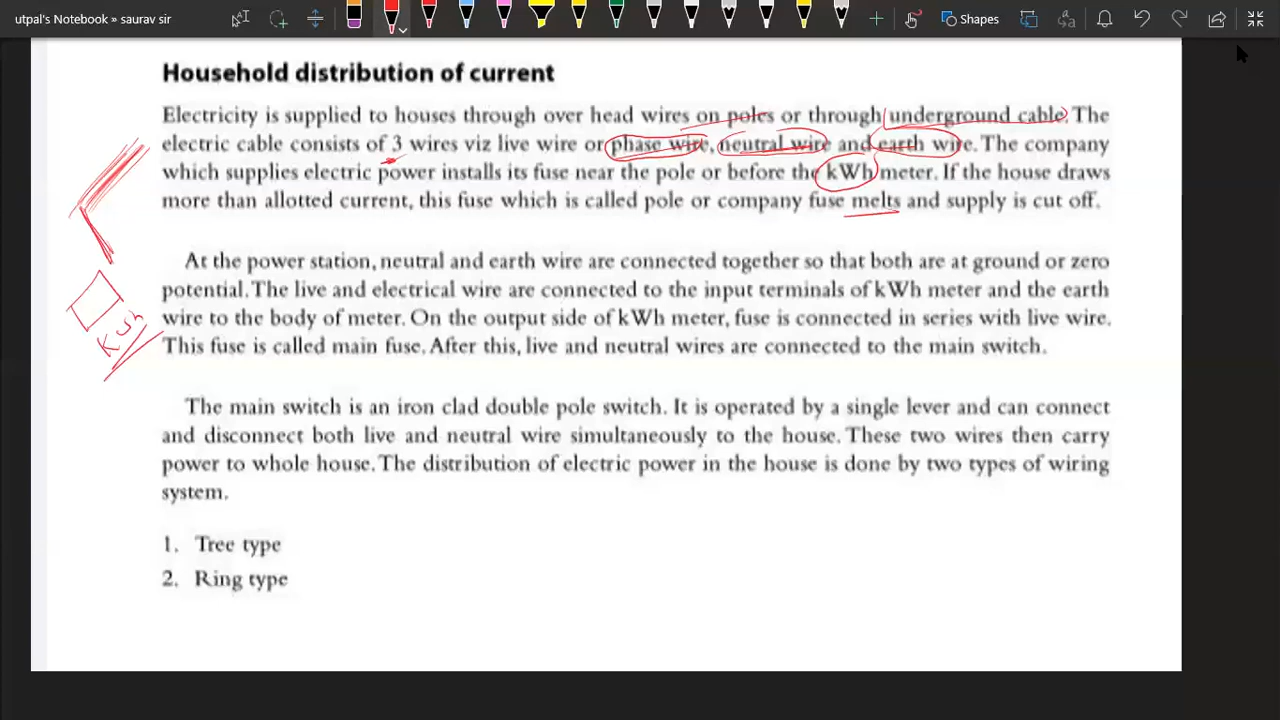 utpal's Notebook » saurav sir
Shapes
Household distribution of current
Electricity is supplied to houses through over head wires on poles or through underground cable. The
electric cable consists of 3 wires viz live wire or phase wire, neutral wire and earth wire. The company
which supplies electric power installs its fuse near the pole or before the kWh meter. If the house draws
more than allotted current, this fuse which is called pole or company fuse melts and supply is cut off.
At the power station, neutral and earth wire are connected together so that both are at ground or zero
potential. The live and electrical wire are connected to the input terminals of kWh meter and the earth
wire to the body of meter. On the output side of kWh meter, fuse is connected in series with live wire.
This fuse is called main fuse. After this, live and neutral wires are connected to the main switch.
The main switch is an iron clad double pole switch. It is operated by a single lever and can connect
and disconnect both live and neutral wire simultaneously to the house. These two wires then carry
power to whole house. The distribution of electric power in the house is done by two types of wiring
system.
1. Tree type
2. Ring type